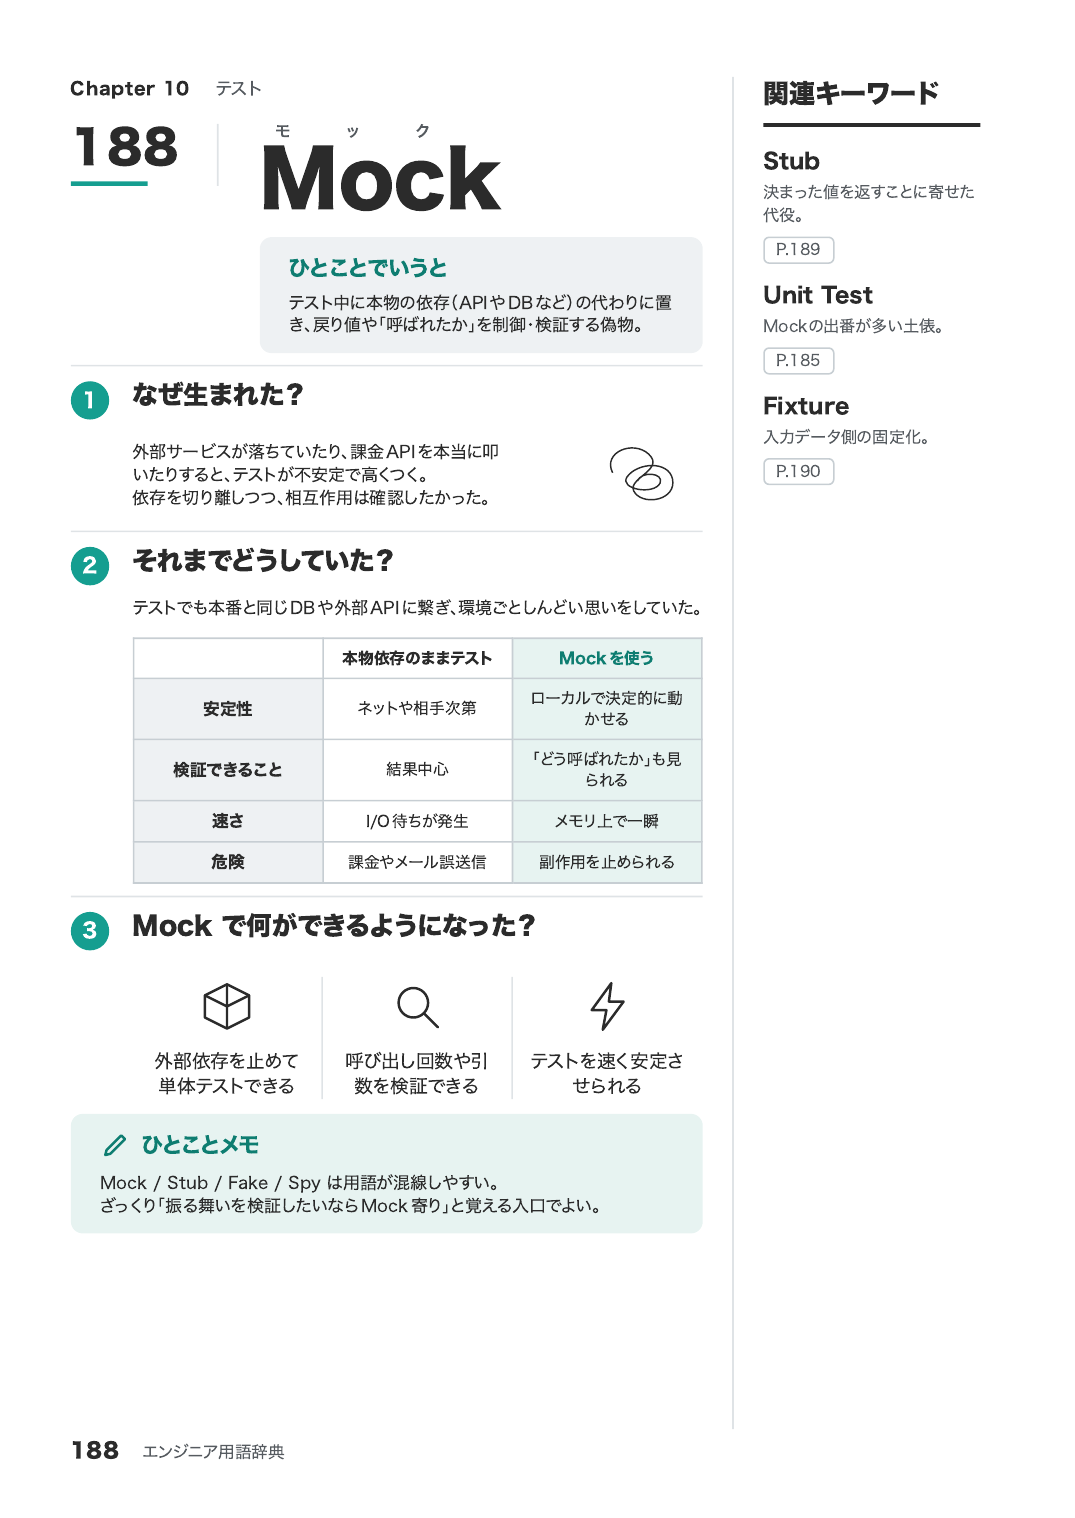 Chapter 10 テスト
188
モック
Mock
ひとことでいうと
テスト中に本物の依存（APIやDBなど）の代わりに置
き、戻り値や「呼ばれたか」を制御・検証する偽物。
1 なぜ生まれた？
外部サービスが落ちていたり、課金APIを本当に叩
いたりすると、テストが不安定で高くつく。
依存を切り離しつつ、相互作用は確認したかった。
2 それまでどうしていた？
テストでも本番と同じDBや外部APIに繋ぎ、環境ごとしんどい思いをしていた。
本物依存のままテスト Mockを使う
安定性 ネットや相手次第 ローカルで決定的に動
かせる
検証できること 結果中心 「どう呼ばれたか」も見
られる
速さ I/O待ちが発生 メモリ上で一瞬
危険 課金やメール誤送信 副作用を止められる
3 Mock で何ができるようになった？
外部依存を止めて
単体テストできる
呼び出し回数や引
数を検証できる
テストを速く安定さ
せられる
ひとことメモ
Mock / Stub / Fake / Spy は用語が混線しやすい。
ざっくり「振る舞いを検証したいならMock寄り」と覚える入口でよい。
関連キーワード
Stub
決まった値を返すことに寄せた
代役。
P.189
Unit Test
Mockの出番が多い土俵。
P.185
Fixture
入力データ側の固定化。
P.190
188 エンジニア用語辞典